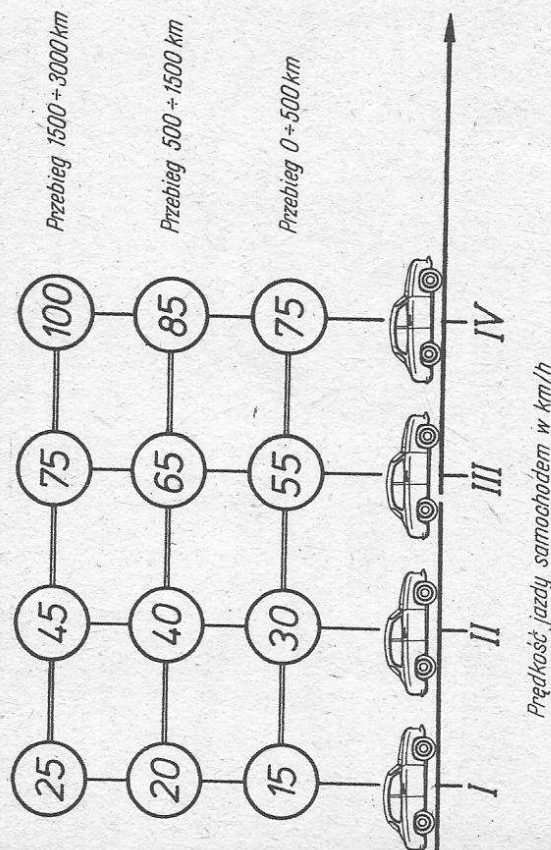 25 45 75 100 Przebieg 1500÷3000 km
20 40 65 85 Przebieg 500÷1500 km
15 30 55 75 Przebieg 0÷500 km
I II III IV
Prędkość jazdy samochodem w km/h